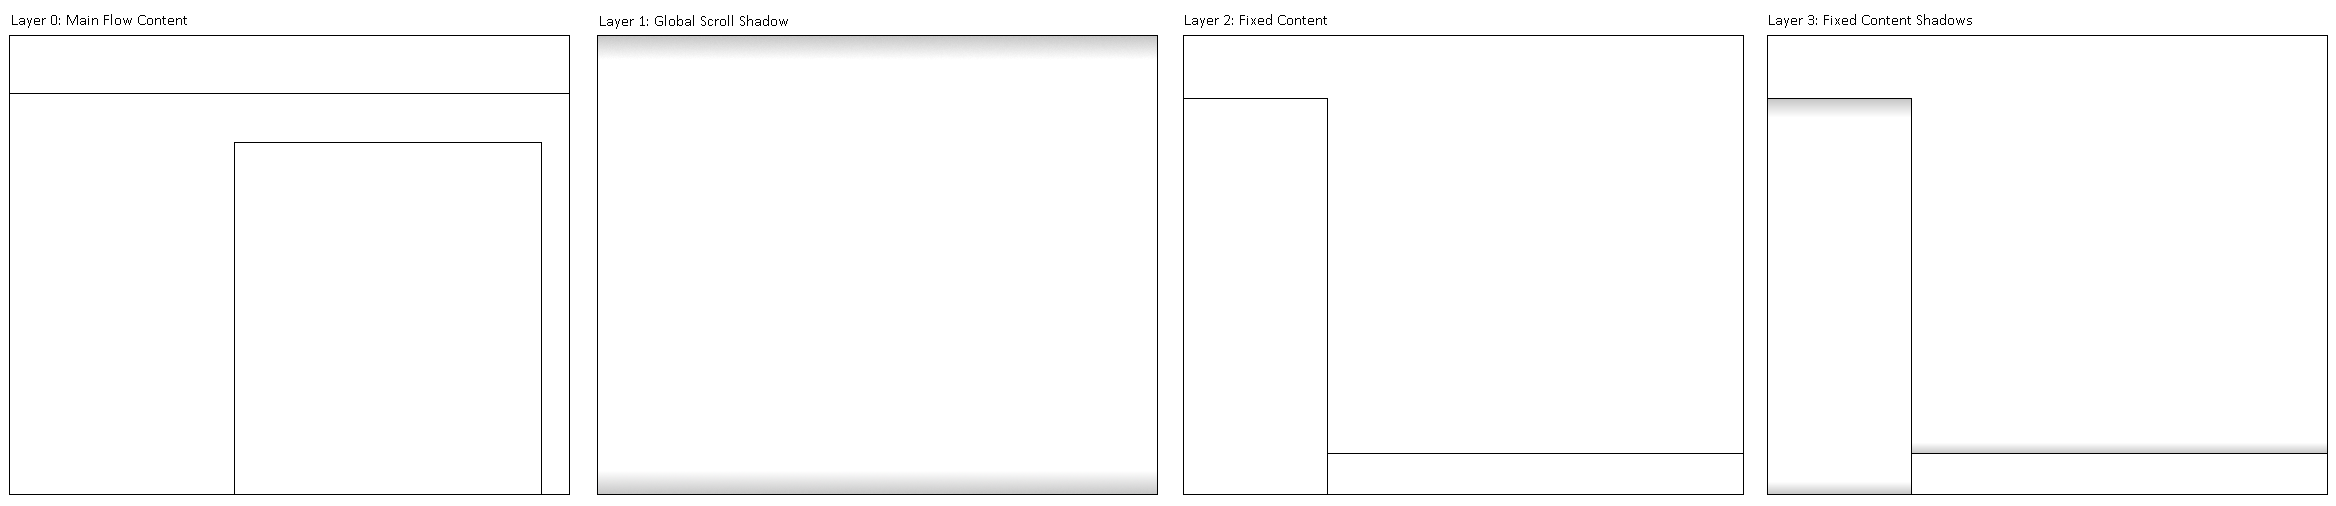 Layer 0: Main Flow Content
Layer 1: Global Scroll Shadow
Layer 2: Fixed Content
Layer 3: Fixed Content Shadows